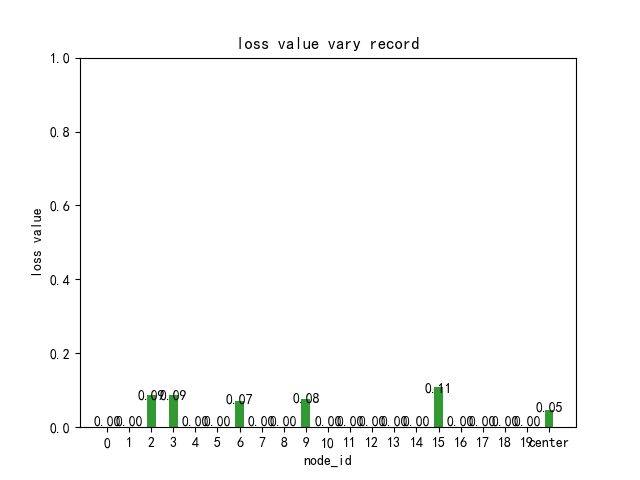 loss value vary record
1.0
0.8
0.6
0.4
0.2
0.0
loss value
0.00 0.00 0.09 0.09 0.00 0.00 0.07 0.00 0.00 0.08 0.00 0.00 0.00 0.00 0.00 0.11 0.00 0.00 0.00 0.00 0.05
0 1 2 3 4 5 6 7 8 9 10 11 12 13 14 15 16 17 18 19 center
node_id